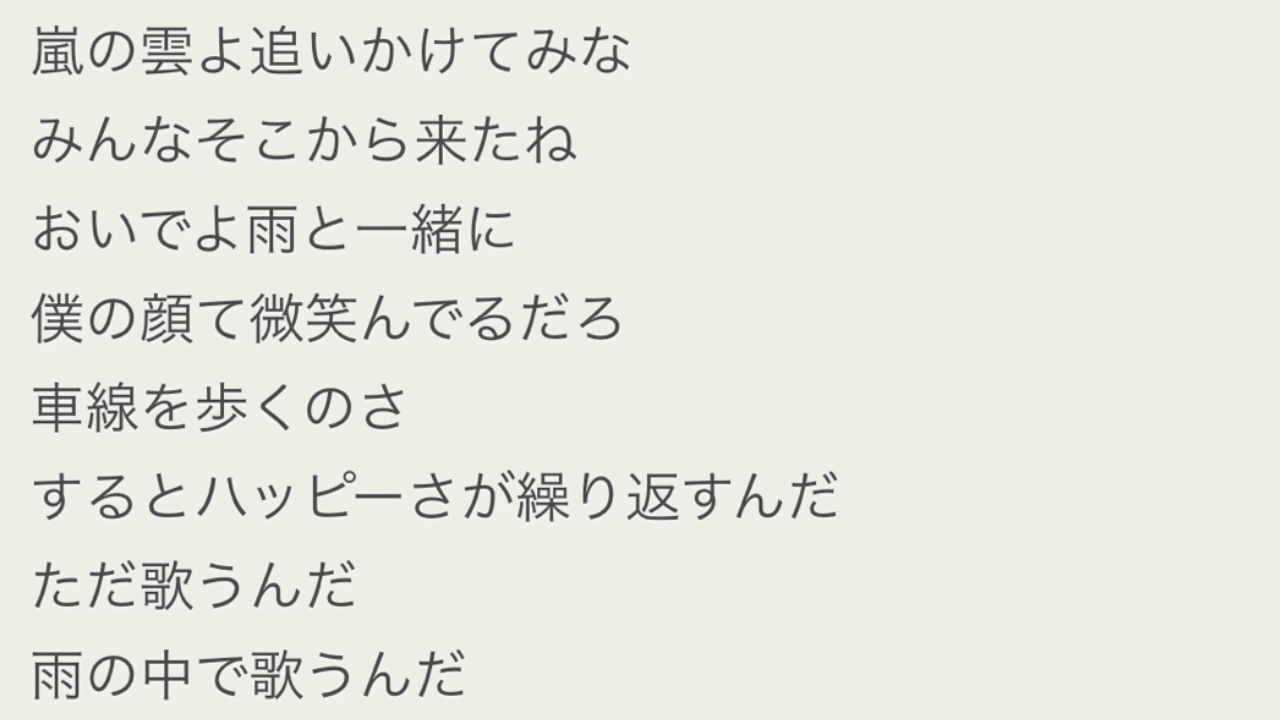 嵐の雲よ追いかけてみな
みんなそこから来たね
おいでよ雨と一緒に
僕の顔て微笑んでるだろ
車線を歩くのさ
するとハッピーさが繰り返すんだ
ただ歌うんだ
雨の中で歌うんだ